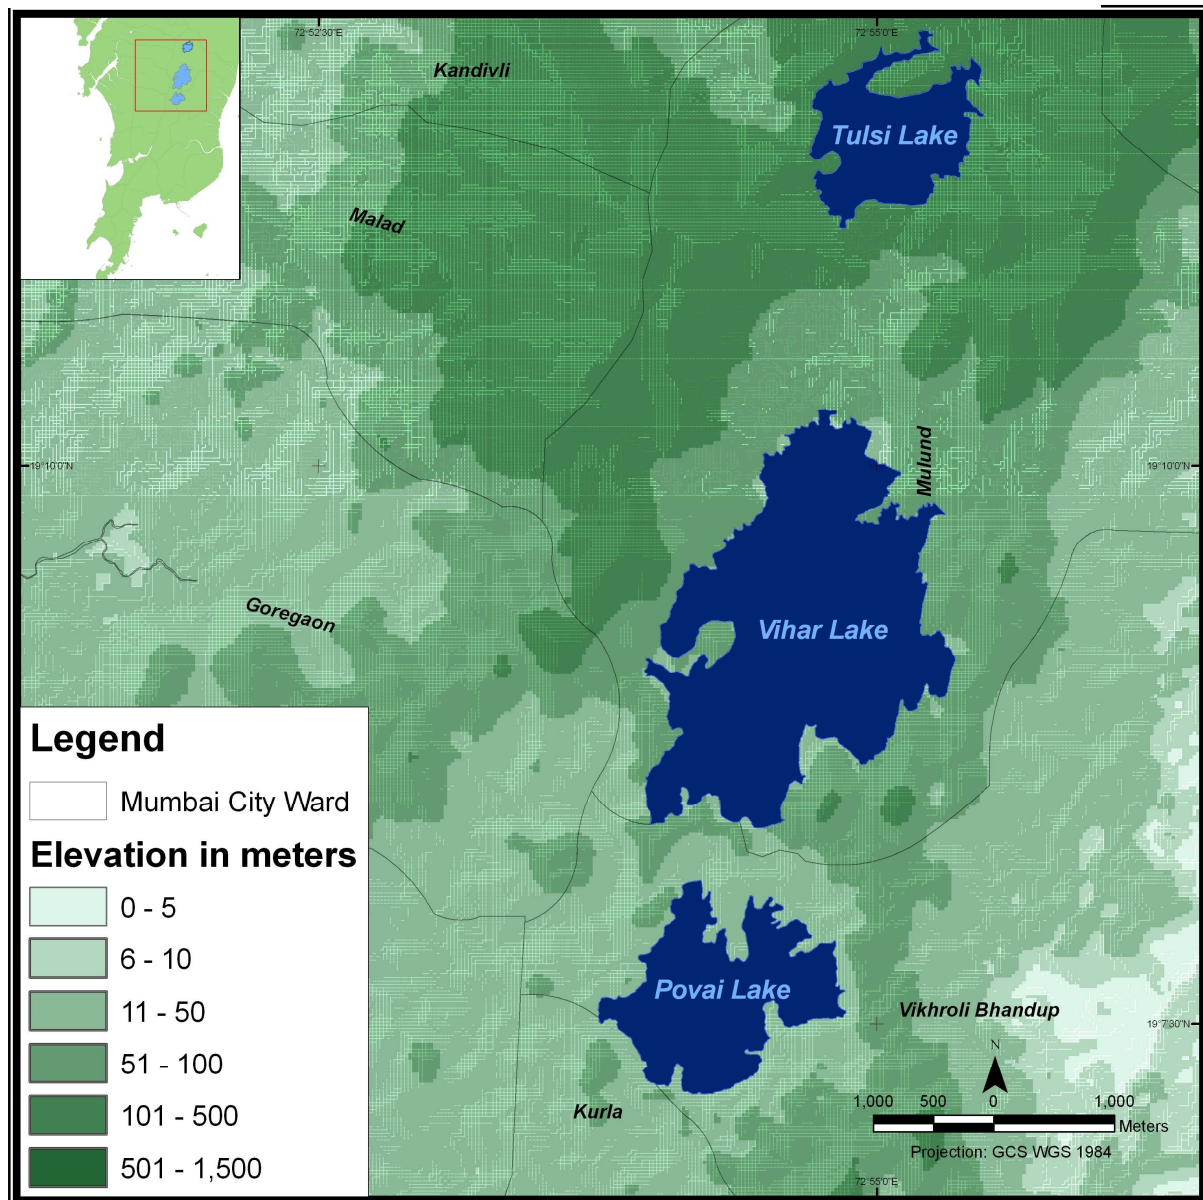 72°52'30"E
72°55'0"E
Kandivli
Tulsi Lake
Malad
19°10'0"N
19°10'0"N
Mulund
Goregaon
Vihar Lake
Povai Lake
Vikhroli Bhandup
19°7'30"N
Kurla
N
1,000 500 0 1,000
Meters
Projection: GCS WGS 1984
72°55'0"E
Legend
Mumbai City Ward
Elevation in meters
0 - 5
6 - 10
11 - 50
51 - 100
101 - 500
501 - 1,500